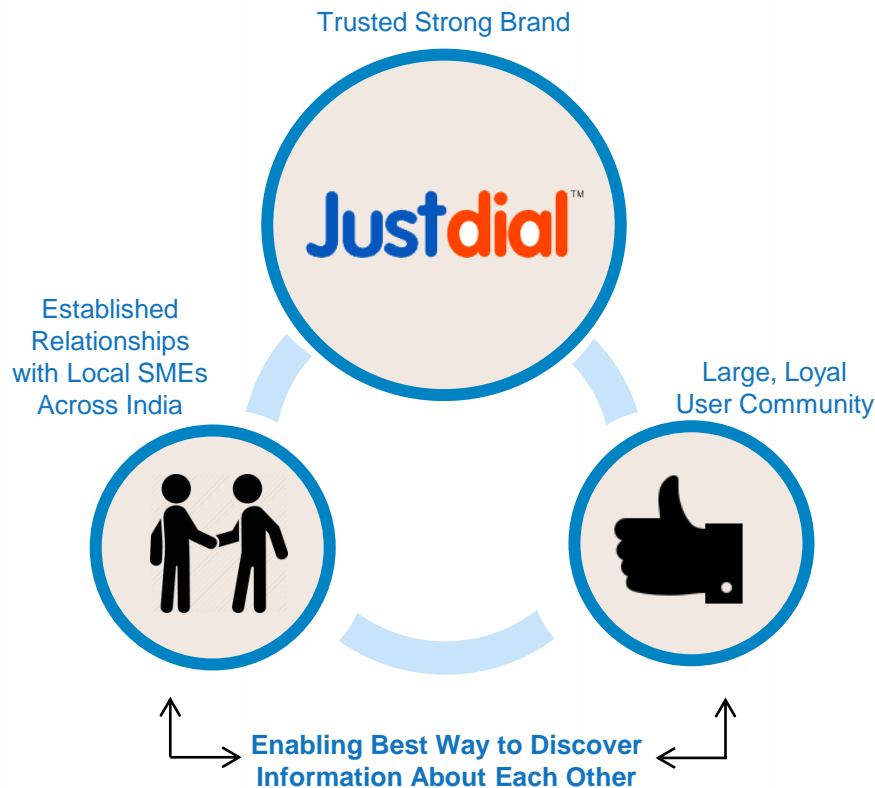 Trusted Strong Brand
Justdial™
Established
Relationships
with Local SMEs
Across India
Large, Loyal
User Community
Enabling Best Way to Discover
Information About Each Other